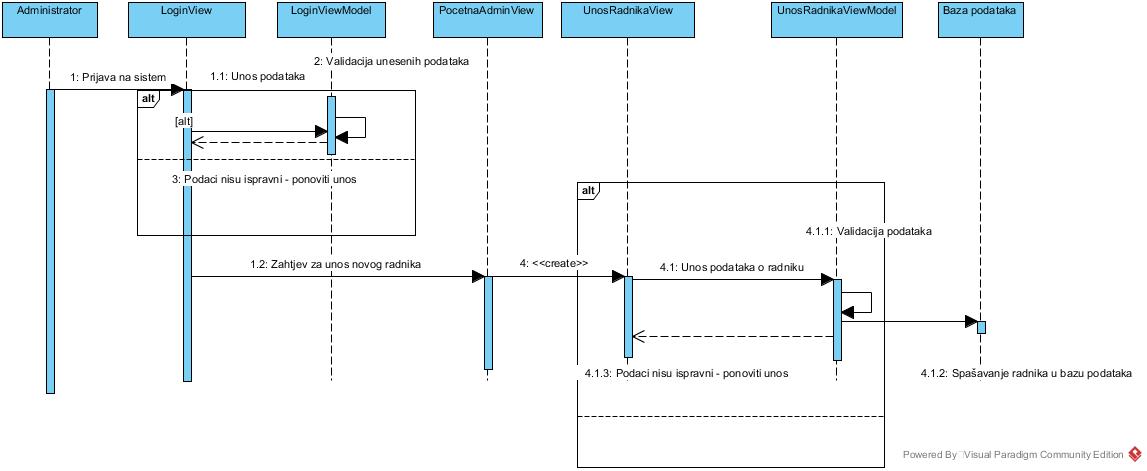 Administrator
LoginView
LoginViewModel
PocetnaAdminView
UnosRadnikaView
UnosRadnikaViewModel
Baza podataka
2: Validacija unesenih podataka
1: Prijava na sistem
1.1: Unos podataka
alt
[alt]
3: Podaci nisu ispravni - ponoviti unos
alt
4.1.1: Validacija podataka
1.2: Zahtjev za unos novog radnika
4: <<create>>
4.1: Unos podataka o radniku
4.1.3: Podaci nisu ispravni - ponoviti unos
4.1.2: Spašavanje radnika u bazu podataka
Powered By Visual Paradigm Community Edition